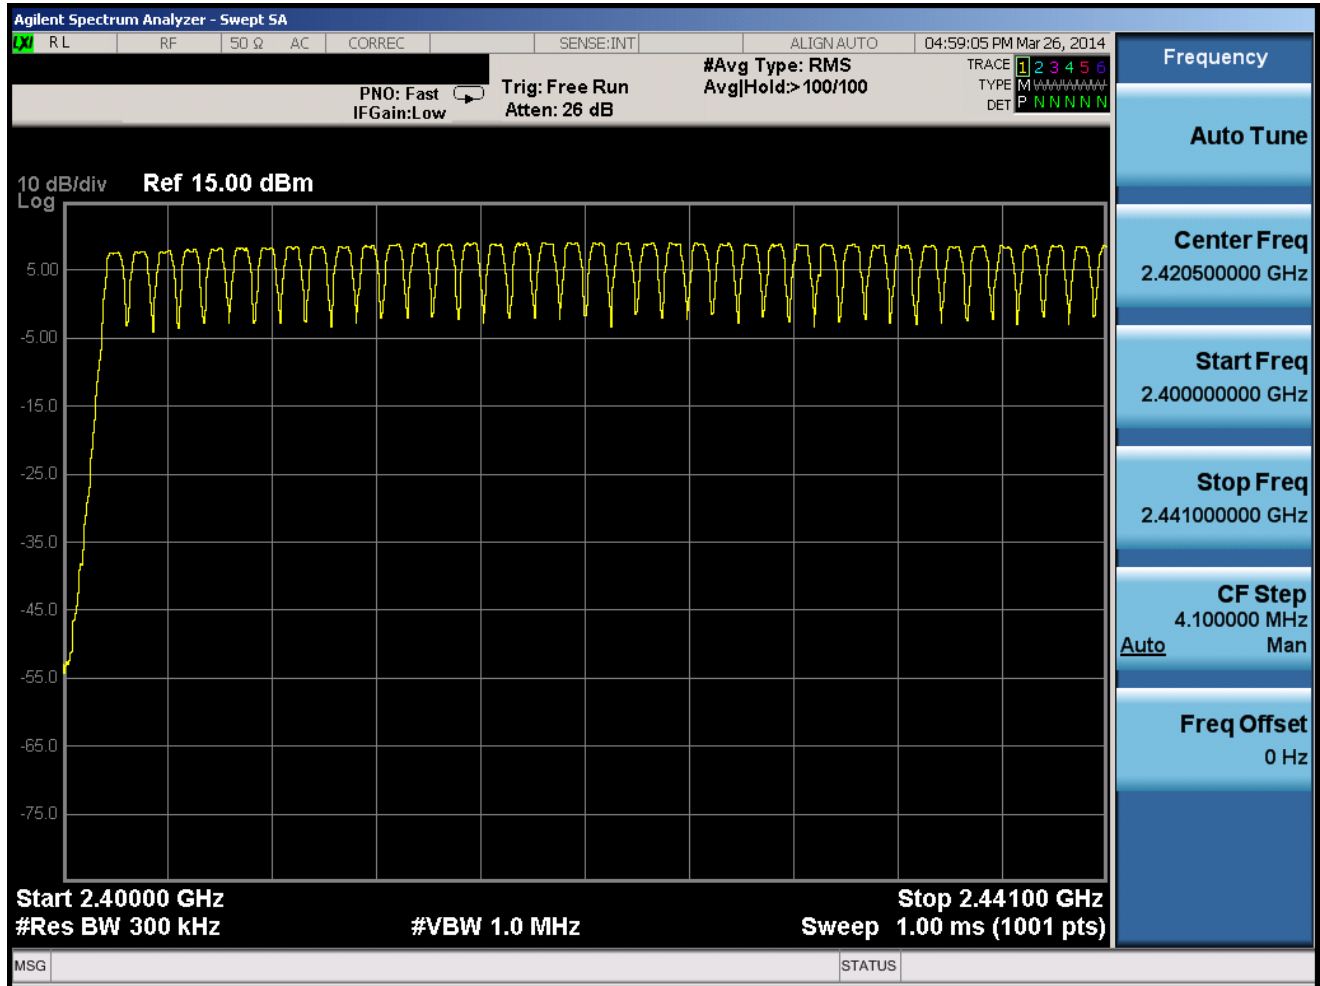 Agilent Spectrum Analyzer - Swept SA
LXI RL RF 50 Ω AC CORREC SENSE:INT ALIGN AUTO 04:59:05 PM Mar 26, 2014
#Avg Type: RMS TRACE 1 2 3 4 5 6
PNO: Fast Trig: Free Run Avg|Hold:> 100/100 TYPE M WWWWW
IFGain:Low Atten: 26 dB DET P N N N N N
10 dB/div Ref 15.00 dBm
Log
5.00
-5.00
-15.0
-25.0
-35.0
-45.0
-55.0
-65.0
-75.0
Start 2.40000 GHz Stop 2.44100 GHz
#Res BW 300 kHz #VBW 1.0 MHz Sweep 1.00 ms (1001 pts)
MSG STATUS
Frequency
Auto Tune
Center Freq
2.420500000 GHz
Start Freq
2.400000000 GHz
Stop Freq
2.441000000 GHz
CF Step
4.100000 MHz
Auto Man
Freq Offset
0 Hz